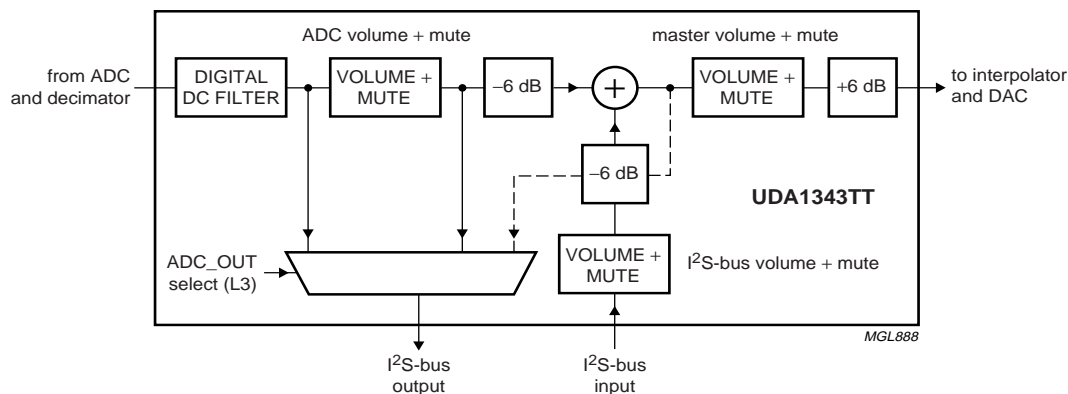 ADC volume + mute
master volume + mute
from ADC
and decimator
DIGITAL
DC FILTER
VOLUME +
MUTE
−6 dB
+
VOLUME +
MUTE
+6 dB
to interpolator
and DAC
−6 dB
UDA1343TT
ADC_OUT
select (L3)
VOLUME +
MUTE
I²S-bus volume + mute
MGL888
I²S-bus
output
I²S-bus
input